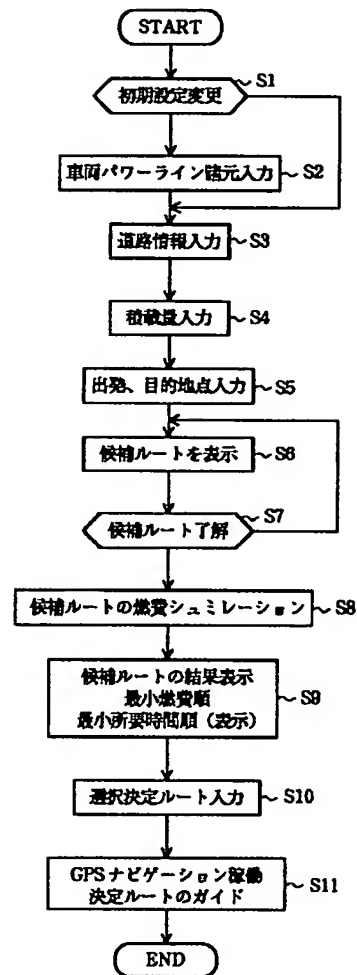 START
初期設定変更
S1
車両パワーライン諸元入力
S2
道路情報入力
S3
積載量入力
S4
出発、目的地点入力
S5
候補ルートを表示
S6
候補ルート了解
S7
候補ルートの燃費シュミレーション
S8
候補ルートの結果表示
最小燃費順
最小所要時間順(表示)
S9
選択決定ルート入力
S10
GPSナビゲーション稼働
決定ルートのガイド
S11
END